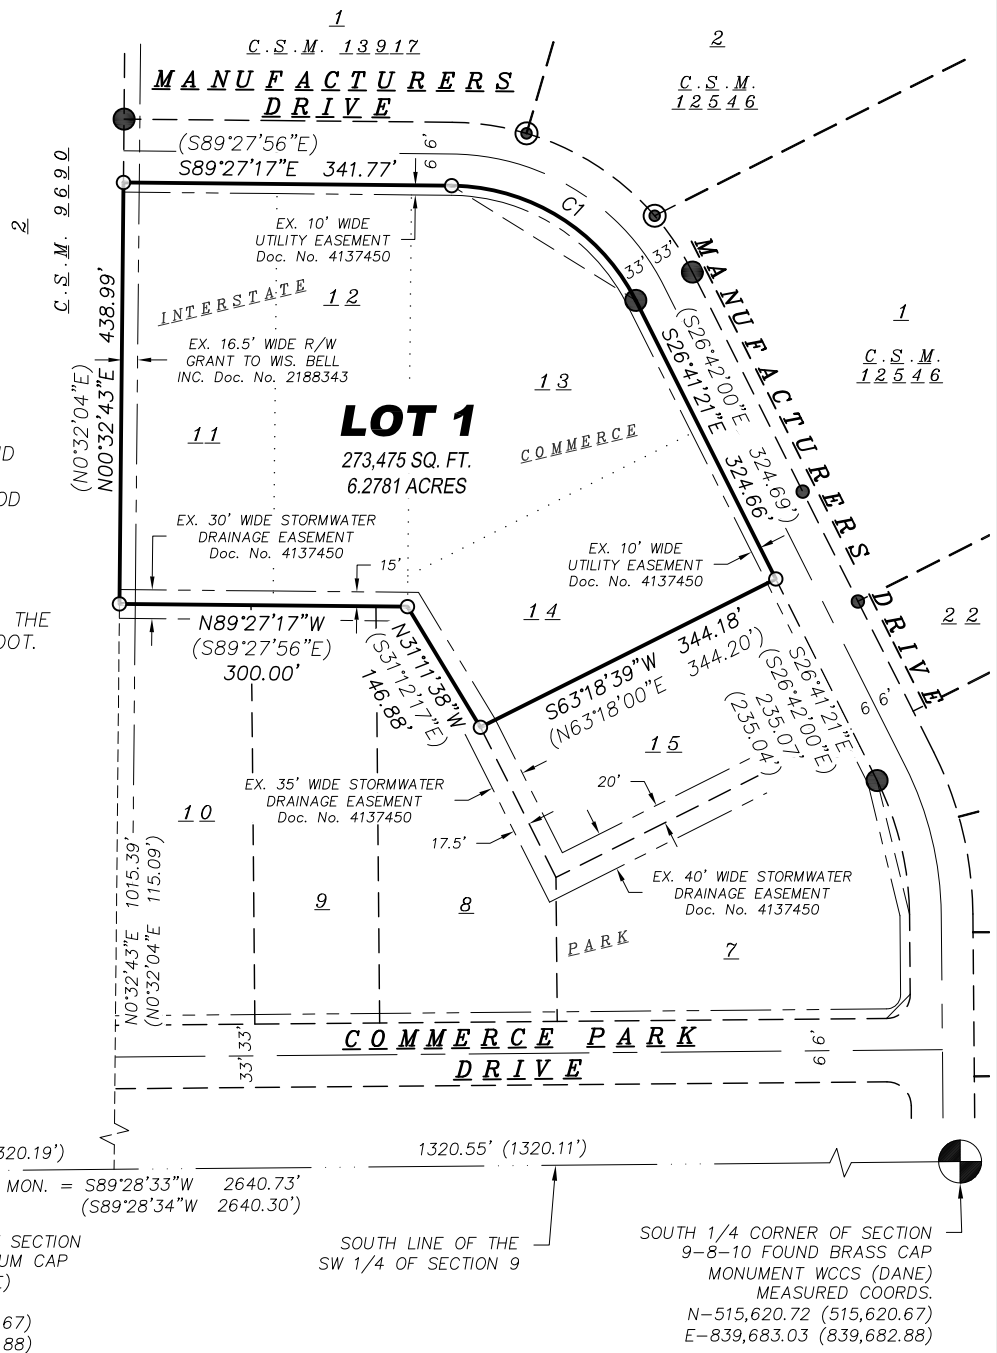 1
C.S.M. 13917
2
C.S.M.
12546
MANUFACTURERS
DRIVE
(S89°27'56"E)
S89°27'17"E 341.77'
66'
C1
2
C.S.M. 9690
EX. 10' WIDE
UTILITY EASEMENT
Doc. No. 4137450
33' 33'
MANUFACTURERS DRIVE
INTERSTATE
12
1
C.S.M.
12546
438.99'
N00°32'43"E
(N0°32'04"E)
EX. 16.5' WIDE R/W
GRANT TO WIS. BELL
INC. Doc. No. 2188343
(S26°42'00"E 324.69')
S26°41'21"E 324.66'
13
LOT 1
273,475 SQ. FT.
6.2781 ACRES
11
COMMERCE
ND
OD
EX. 30' WIDE STORMWATER
DRAINAGE EASEMENT
Doc. No. 4137450
15'
EX. 10' WIDE
UTILITY EASEMENT
Doc. No. 4137450
14
22
THE
OOT.
N89°27'17"W
(S89°27'56"E)
300.00'
N31°11'38"W
(S31°12'17"E)
146.88'
S63°18'39"W 344.18'
(N63°18'00"E 344.20')
S26°41'21"E
(S26°42'00"E)
235.07'
(235.04')
66'
15
20'
EX. 35' WIDE STORMWATER
DRAINAGE EASEMENT
Doc. No. 4137450
10
17.5'
N0°32'43"E 1015.39'
(N0°32'04"E 115.09')
EX. 40' WIDE STORMWATER
DRAINAGE EASEMENT
Doc. No. 4137450
9
8
PARK
7
33' 33'
COMMERCE PARK
DRIVE
66'
320.19')
1320.55' (1320.11')
MON. = S89°28'33"W 2640.73'
(S89°28'34"W 2640.30')
SECTION
UM CAP
E)
67)
88)
SOUTH LINE OF THE
SW 1/4 OF SECTION 9
SOUTH 1/4 CORNER OF SECTION
9-8-10 FOUND BRASS CAP
MONUMENT WCCS (DANE)
MEASURED COORDS.
N-515,620.72 (515,620.67)
E-839,683.03 (839,682.88)